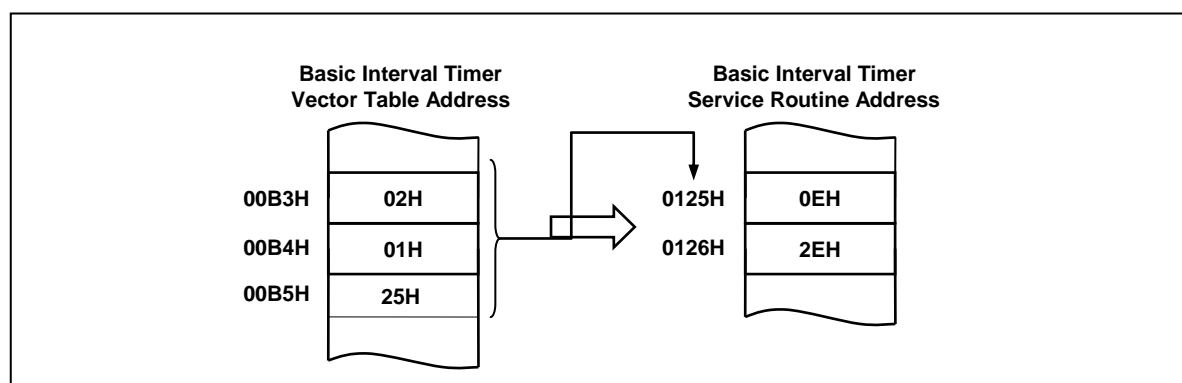 Basic Interval Timer
Vector Table Address
00B3H 02H
00B4H 01H
00B5H 25H
Basic Interval Timer
Service Routine Address
0125H 0EH
0126H 2EH